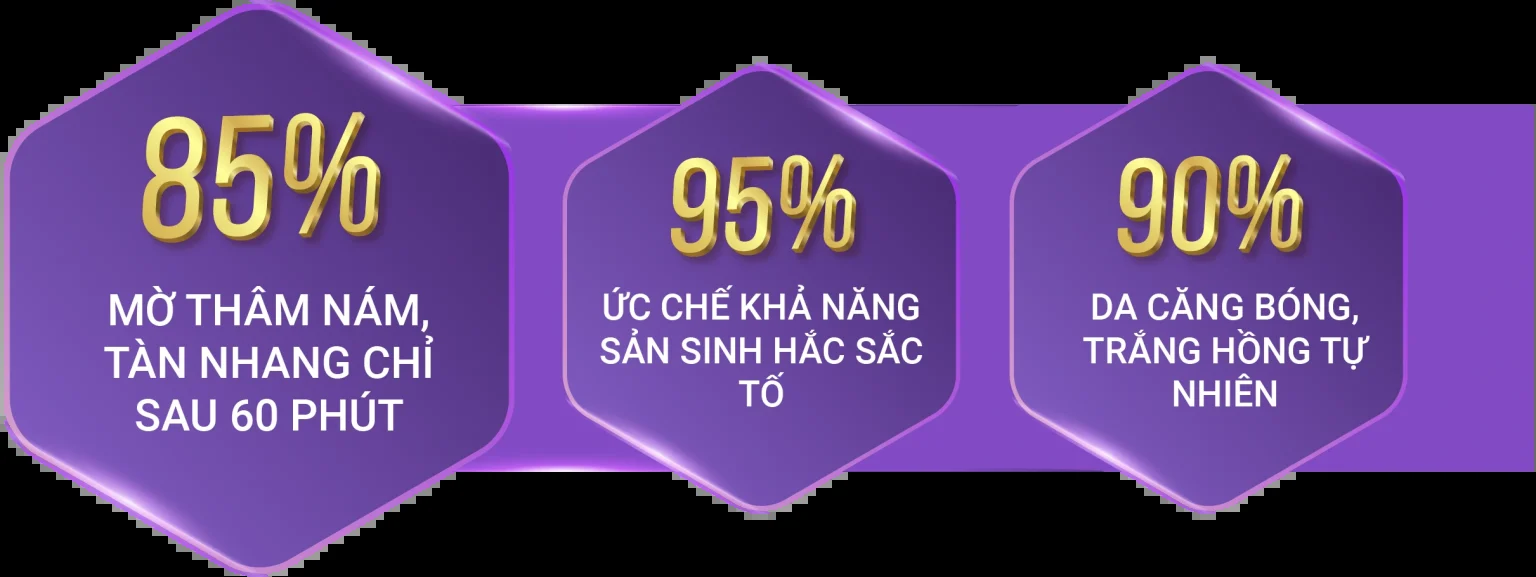 85%
MỜ THÂM NÁM,
TÀN NHANG CHỈ
SAU 60 PHÚT
95%
ỨC CHẾ KHẢ NĂNG
SẢN SINH HẮC SẮC
TỐ
90%
DA CĂNG BÓNG,
TRẮNG HỒNG TỰ
NHIÊN